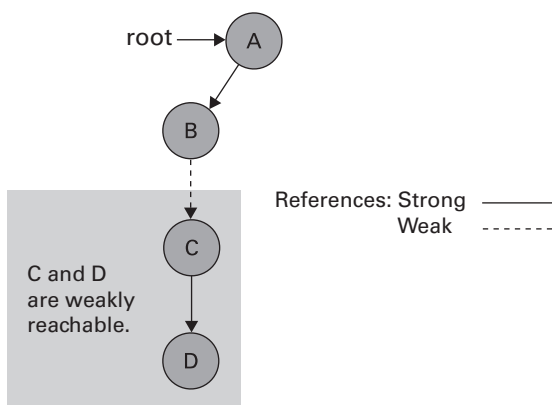 root
A
B
References: Strong
Weak
C
C and D
are weakly
reachable.
D